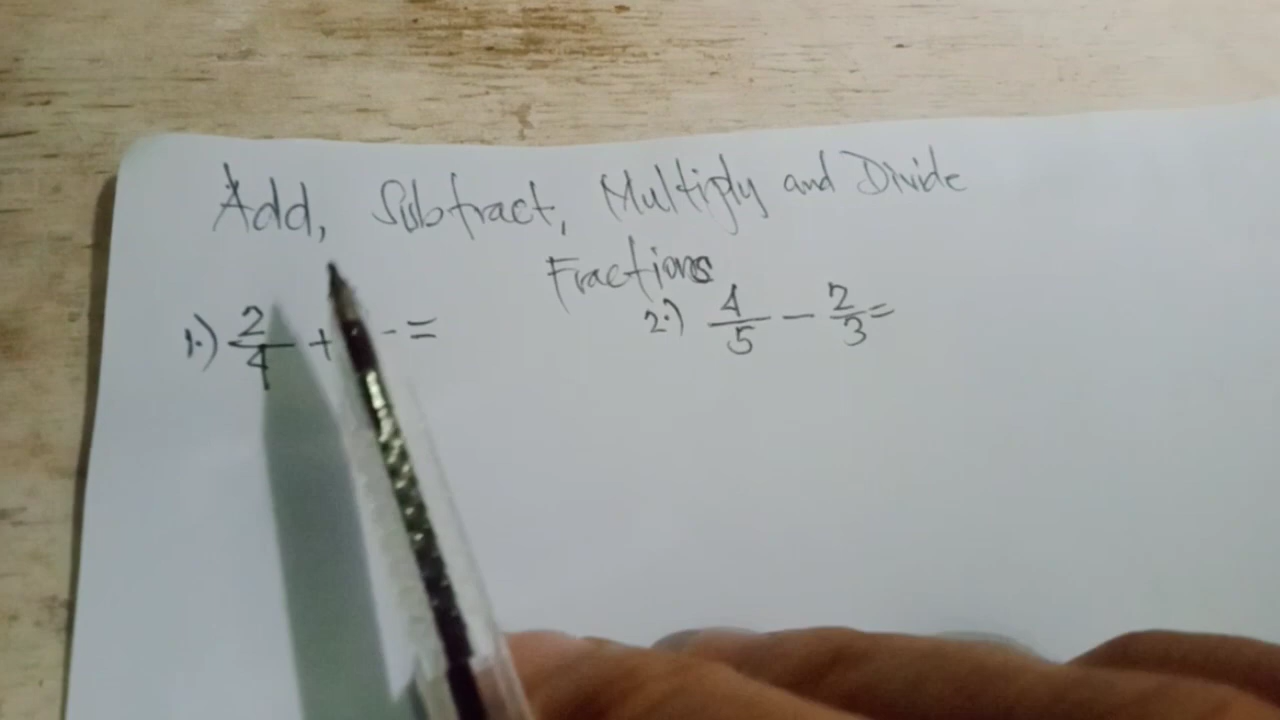 Add, Subtract, Multiply and Divide
Fractions
1.) 2/4 + =
2.) 4/5 - 2/3 =